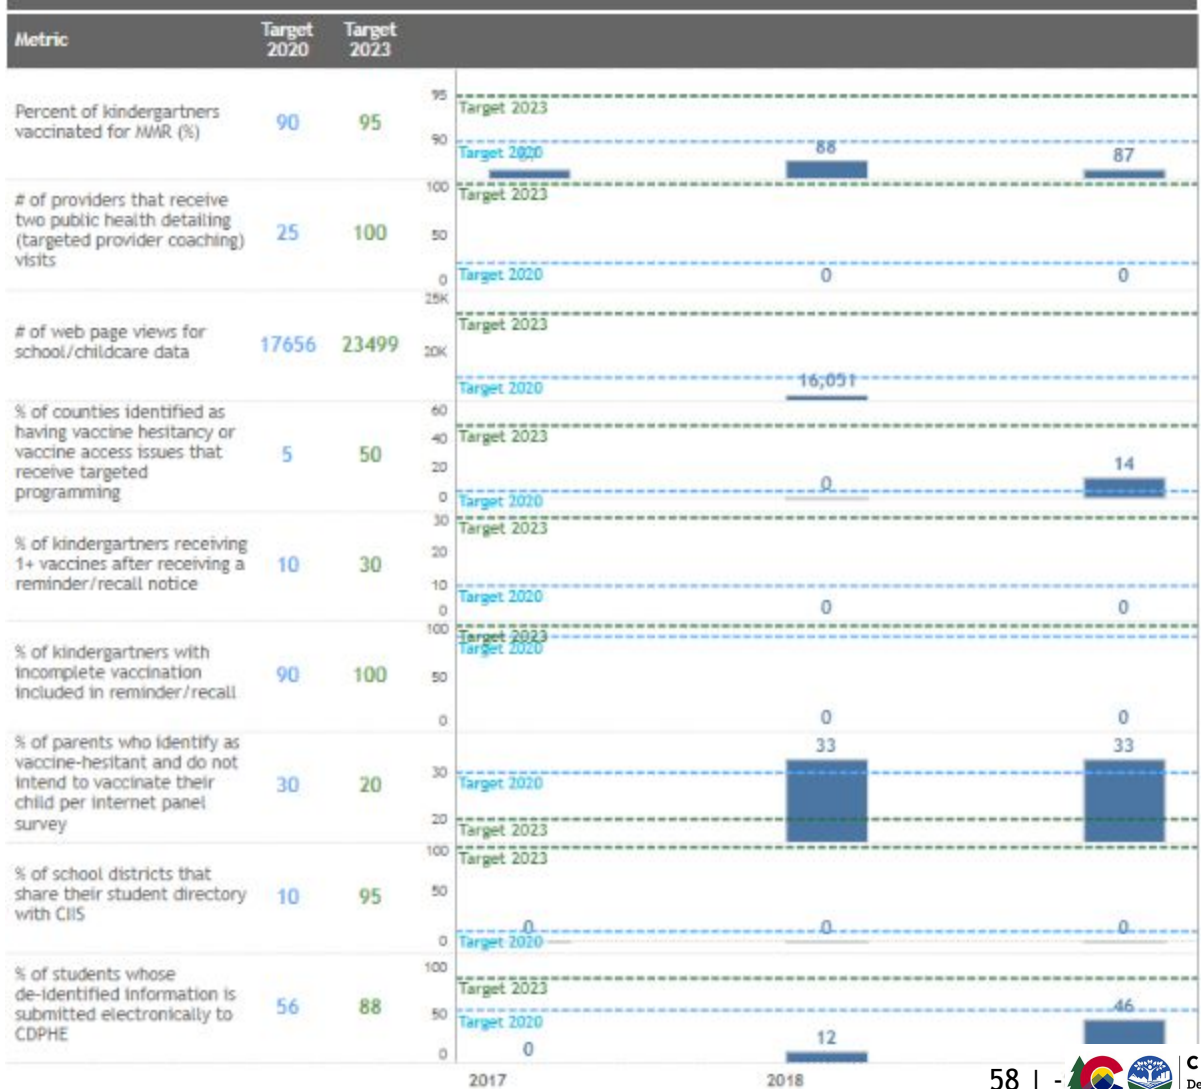 Metric
Target 2020
Target 2023
Percent of kindergartners
vaccinated for MMR (%)
90
95
95
90
Target 2023
Target 2020
88
87
# of providers that receive
two public health detailing
(targeted provider coaching)
visits
25
100
100
50
0
Target 2023
Target 2020
0
0
# of web page views for
school/childcare data
17656
23499
25K
20K
Target 2023
Target 2020
16,051
% of counties identified as
having vaccine hesitancy or
vaccine access issues that
receive targeted
programming
5
50
60
40
20
0
Target 2023
Target 2020
0
14
% of kindergartners receiving
1+ vaccines after receiving a
reminder/recall notice
10
30
30
20
10
0
Target 2023
Target 2020
0
0
% of kindergartners with
incomplete vaccination
included in reminder/recall
90
100
100
50
0
Target 2023
Target 2020
0
0
% of parents who identify as
vaccine-hesitant and do not
intend to vaccinate their
child per internet panel
survey
30
20
30
20
Target 2020
Target 2023
33
33
% of school districts that
share their student directory
with CIIS
10
95
100
50
0
Target 2023
Target 2020
0
0
0
% of students whose
de-identified information is
submitted electronically to
CDPHE
56
88
100
50
0
Target 2023
Target 2020
0
12
46
2017
2018
58 | -
C